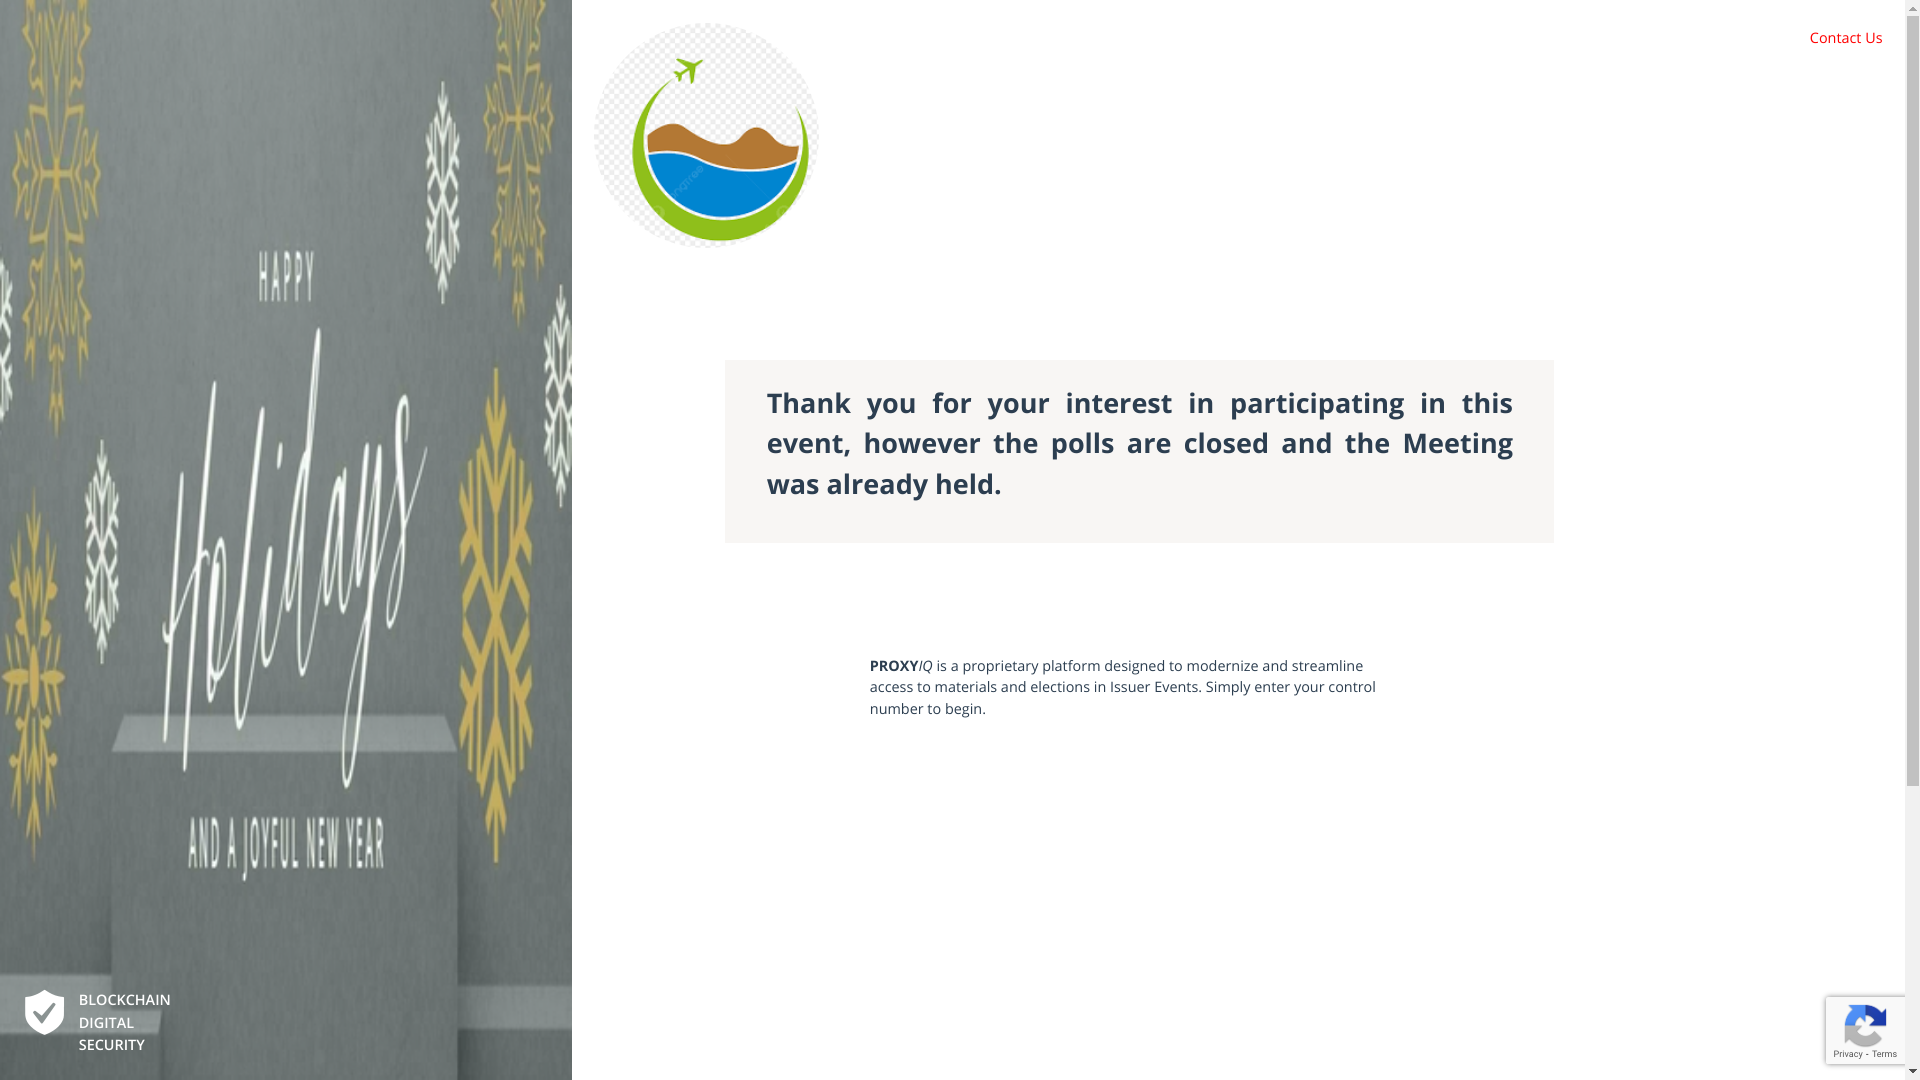 Contact Us
HAPPY
Holidays
AND A JOYFUL NEW YEAR
Thank you for your interest in participating in this
event, however the polls are closed and the Meeting
was already held.
PROXYIQ is a proprietary platform designed to modernize and streamline
access to materials and elections in Issuer Events. Simply enter your control
number to begin.
BLOCKCHAIN
DIGITAL
SECURITY
Privacy - Terms